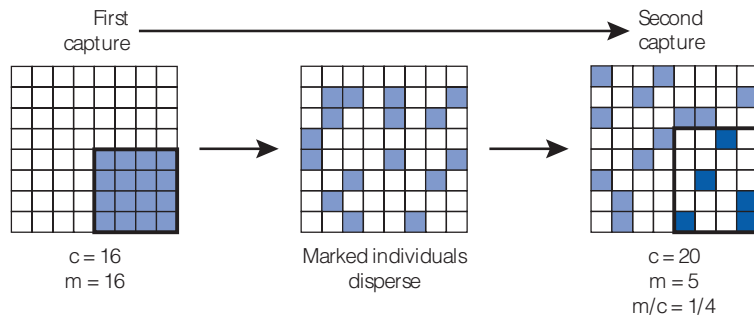 First
capture
Second
capture
c = 16
m = 16
Marked individuals
disperse
c = 20
m = 5
m/c = 1/4